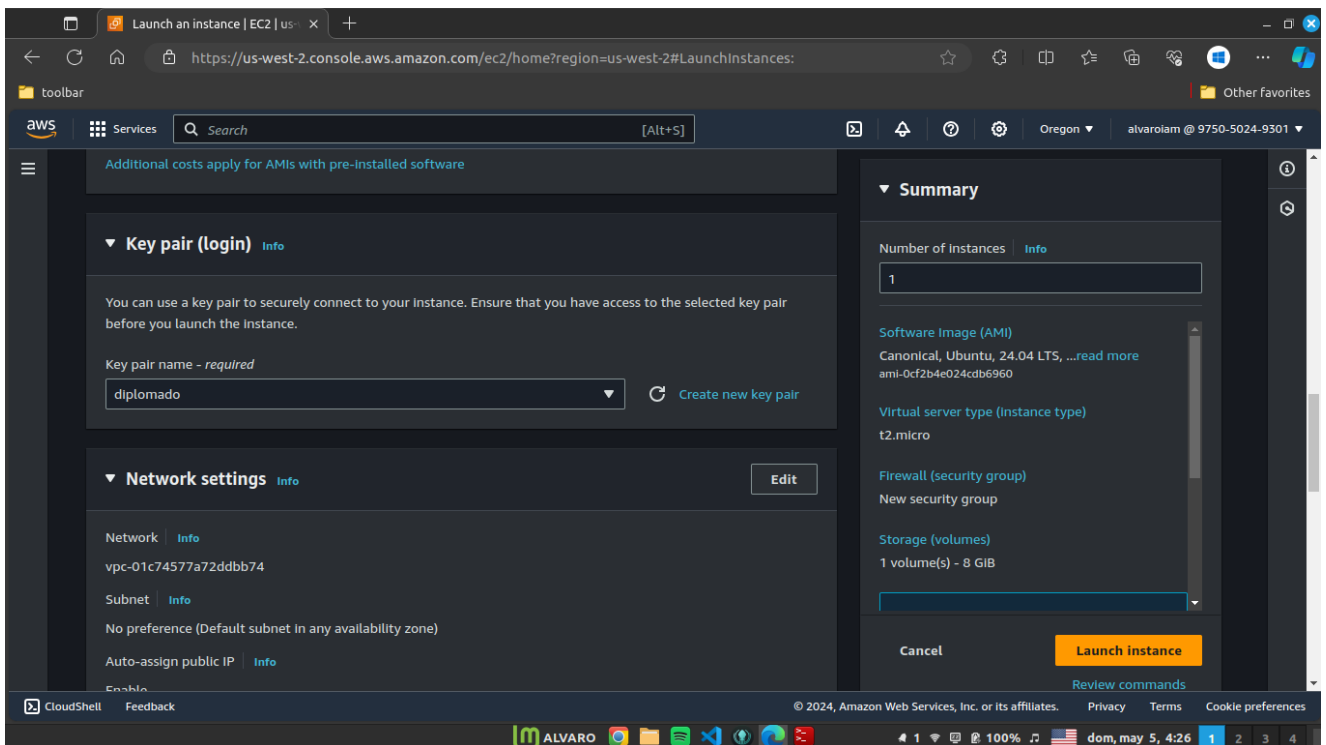 Launch an instance | EC2 | us-
https://us-west-2.console.aws.amazon.com/ec2/home?region=us-west-2#LaunchInstances:
toolbar
Other favorites
aws
Services
Search
[Alt+S]
Oregon
alvaroiam @ 9750-5024-9301
Additional costs apply for AMIs with pre-installed software
Key pair (login) Info
You can use a key pair to securely connect to your instance. Ensure that you have access to the selected key pair
before you launch the instance.
Key pair name - required
diplomado
Create new key pair
Network settings Info
Edit
Network Info
vpc-01c74577a72ddbb74
Subnet Info
No preference (Default subnet in any availability zone)
Auto-assign public IP Info
Enable
Summary
Number of instances Info
1
Software Image (AMI)
Canonical, Ubuntu, 24.04 LTS, ...read more
ami-0cf2b4e024cdb6960
Virtual server type (instance type)
t2.micro
Firewall (security group)
New security group
Storage (volumes)
1 volume(s) - 8 GiB
Cancel
Launch instance
Review commands
CloudShell Feedback
© 2024, Amazon Web Services, Inc. or its affiliates. Privacy Terms Cookie preferences
ALVARO
1
100%
dom, may 5, 4:26
1 2 3 4